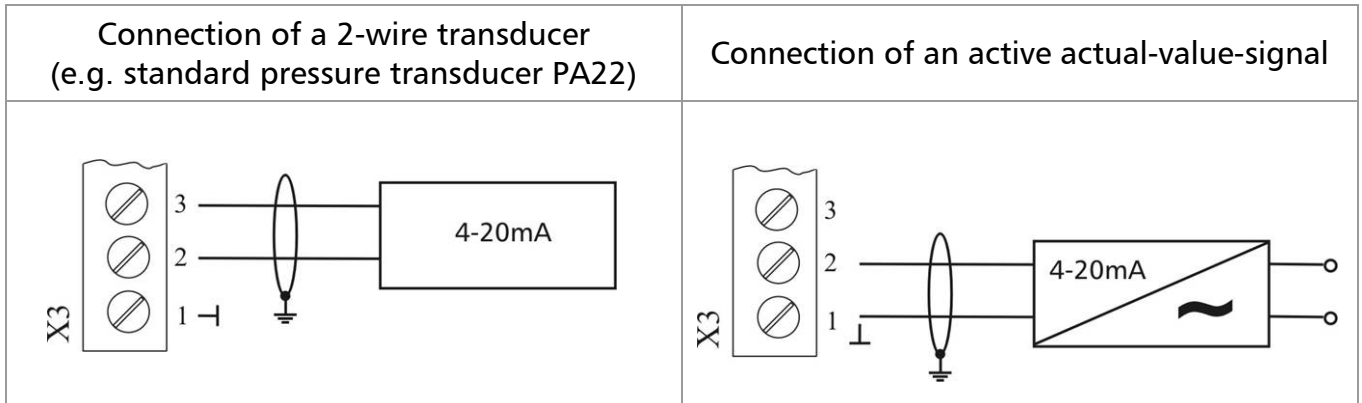 Connection of a 2-wire transducer
(e.g. standard pressure transducer PA22)
Connection of an active actual-value-signal
3
2
1
X3
4-20mA
3
2
1
X3
4-20mA